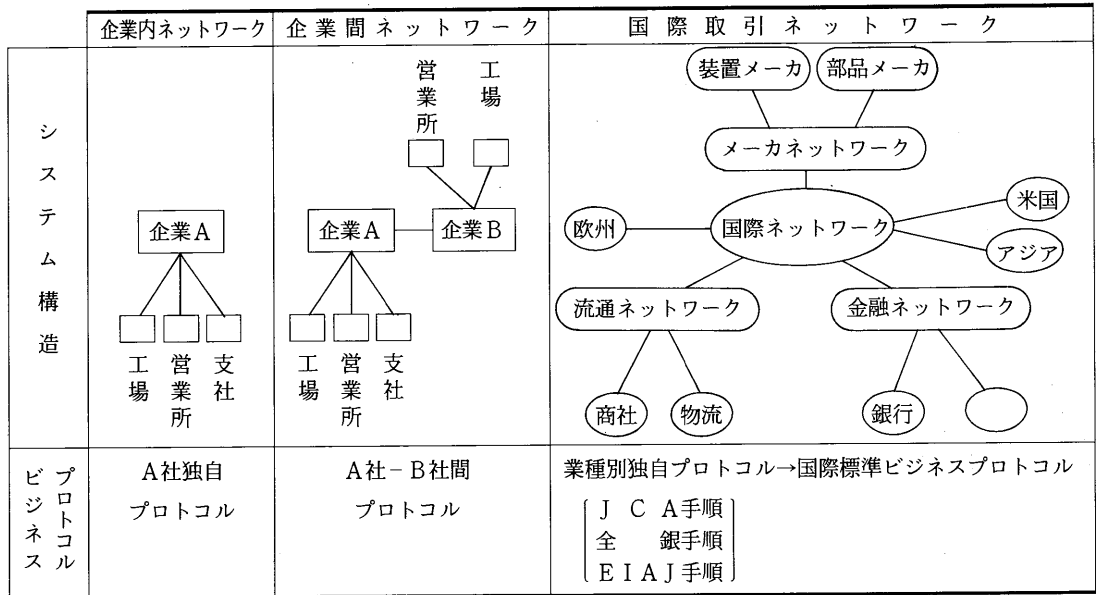 企業内ネットワーク
企業間ネットワーク
国際取引ネットワーク
システム構造
企業A
工場
営業所
支社
営業所
工場
企業A
企業B
工場
営業所
支社
装置メーカ
部品メーカ
メーカネットワーク
欧州
国際ネットワーク
米国
アジア
流通ネットワーク
金融ネットワーク
商社
物流
銀行
ビジネス
プロトコル
A社独自
プロトコル
A社−B社間
プロトコル
業種別独自プロトコル→国際標準ビジネスプロトコル
JCA手順
全銀手順
EIAJ手順